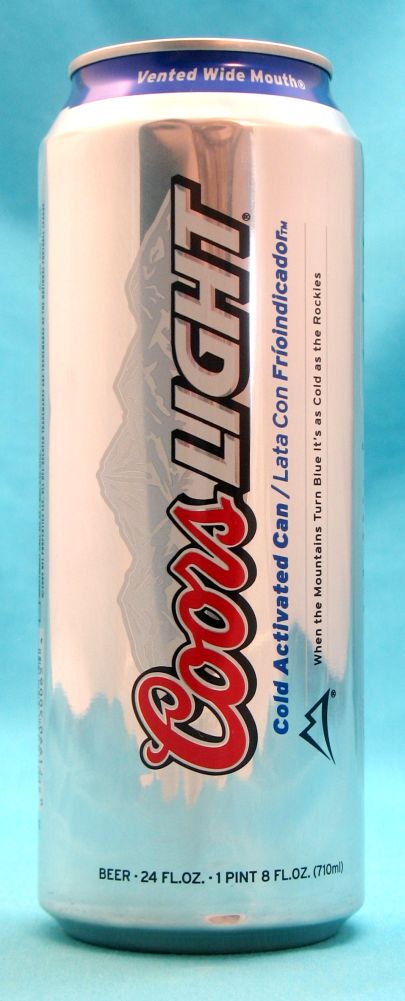 Vented Wide Mouth®
Coors LIGHT®
Cold Activated Can / Lata Con Fríoindicador™
When the Mountains Turn Blue It's as Cold as the Rockies
®
BEER · 24 FL.OZ. · 1 PINT 8 FL.OZ. (710ml)